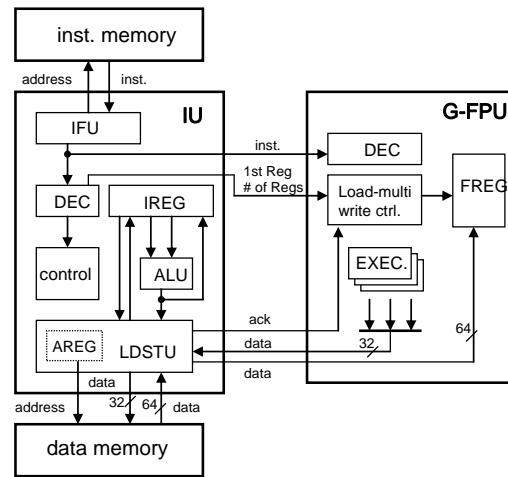 inst. memory
address
inst.
IU
G-FPU
IFU
inst.
DEC
1st Reg
# of Regs
DEC
IREG
Load-multi
write ctrl.
FREG
control
ALU
EXEC.
ack
AREG
LDSTU
data
32
64
data
data
address
32
64
data
data memory